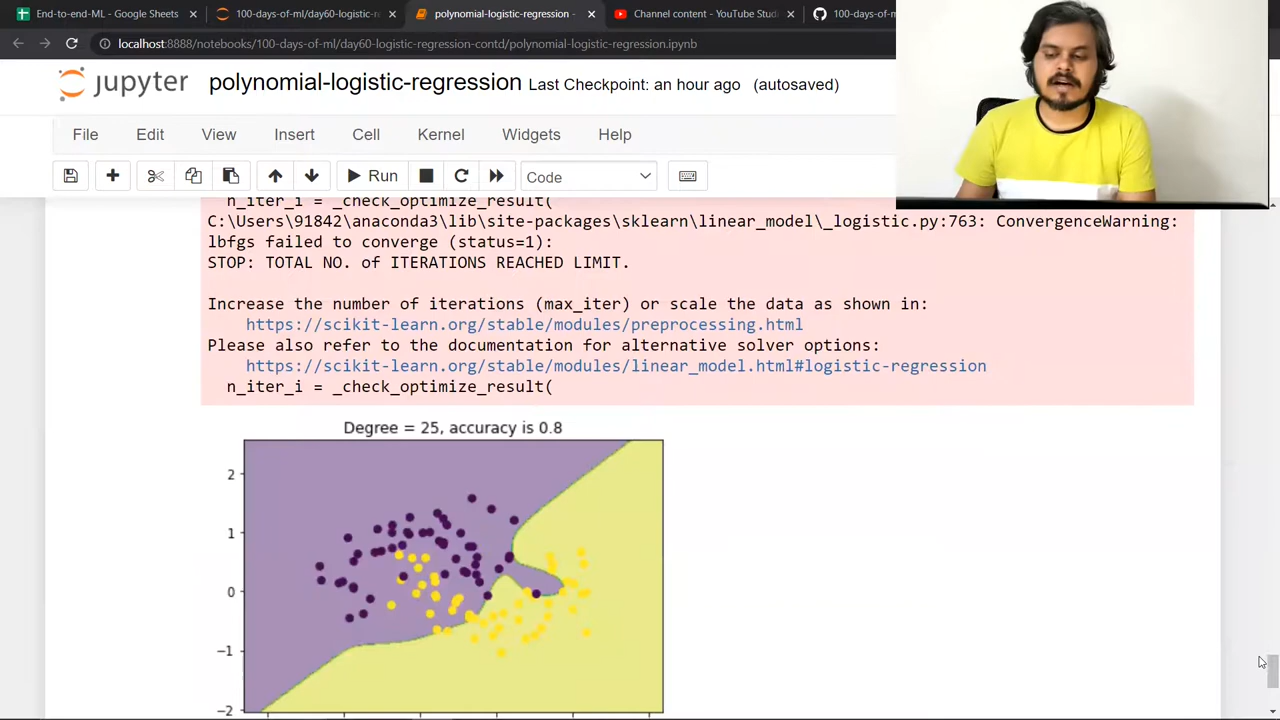 End-to-end-ML - Google Sheets
100-days-of-ml/day60-logistic-r
polynomial-logistic-regression -
Channel content - YouTube Stud
100-days-of-m
localhost:8888/notebooks/100-days-of-ml/day60-logistic-regression-contd/polynomial-logistic-regression.ipynb
jupyter polynomial-logistic-regression Last Checkpoint: an hour ago (autosaved)
File Edit View Insert Cell Kernel Widgets Help
Run Code
n_iter_i = _check_optimize_result(
C:\Users\91842\anaconda3\lib\site-packages\sklearn\linear_model\_logistic.py:763: ConvergenceWarning:
lbfgs failed to converge (status=1):
STOP: TOTAL NO. of ITERATIONS REACHED LIMIT.
Increase the number of iterations (max_iter) or scale the data as shown in:
https://scikit-learn.org/stable/modules/preprocessing.html
Please also refer to the documentation for alternative solver options:
https://scikit-learn.org/stable/modules/linear_model.html#logistic-regression
n_iter_i = _check_optimize_result(
Degree = 25, accuracy is 0.8
2
1
0
−1
−2